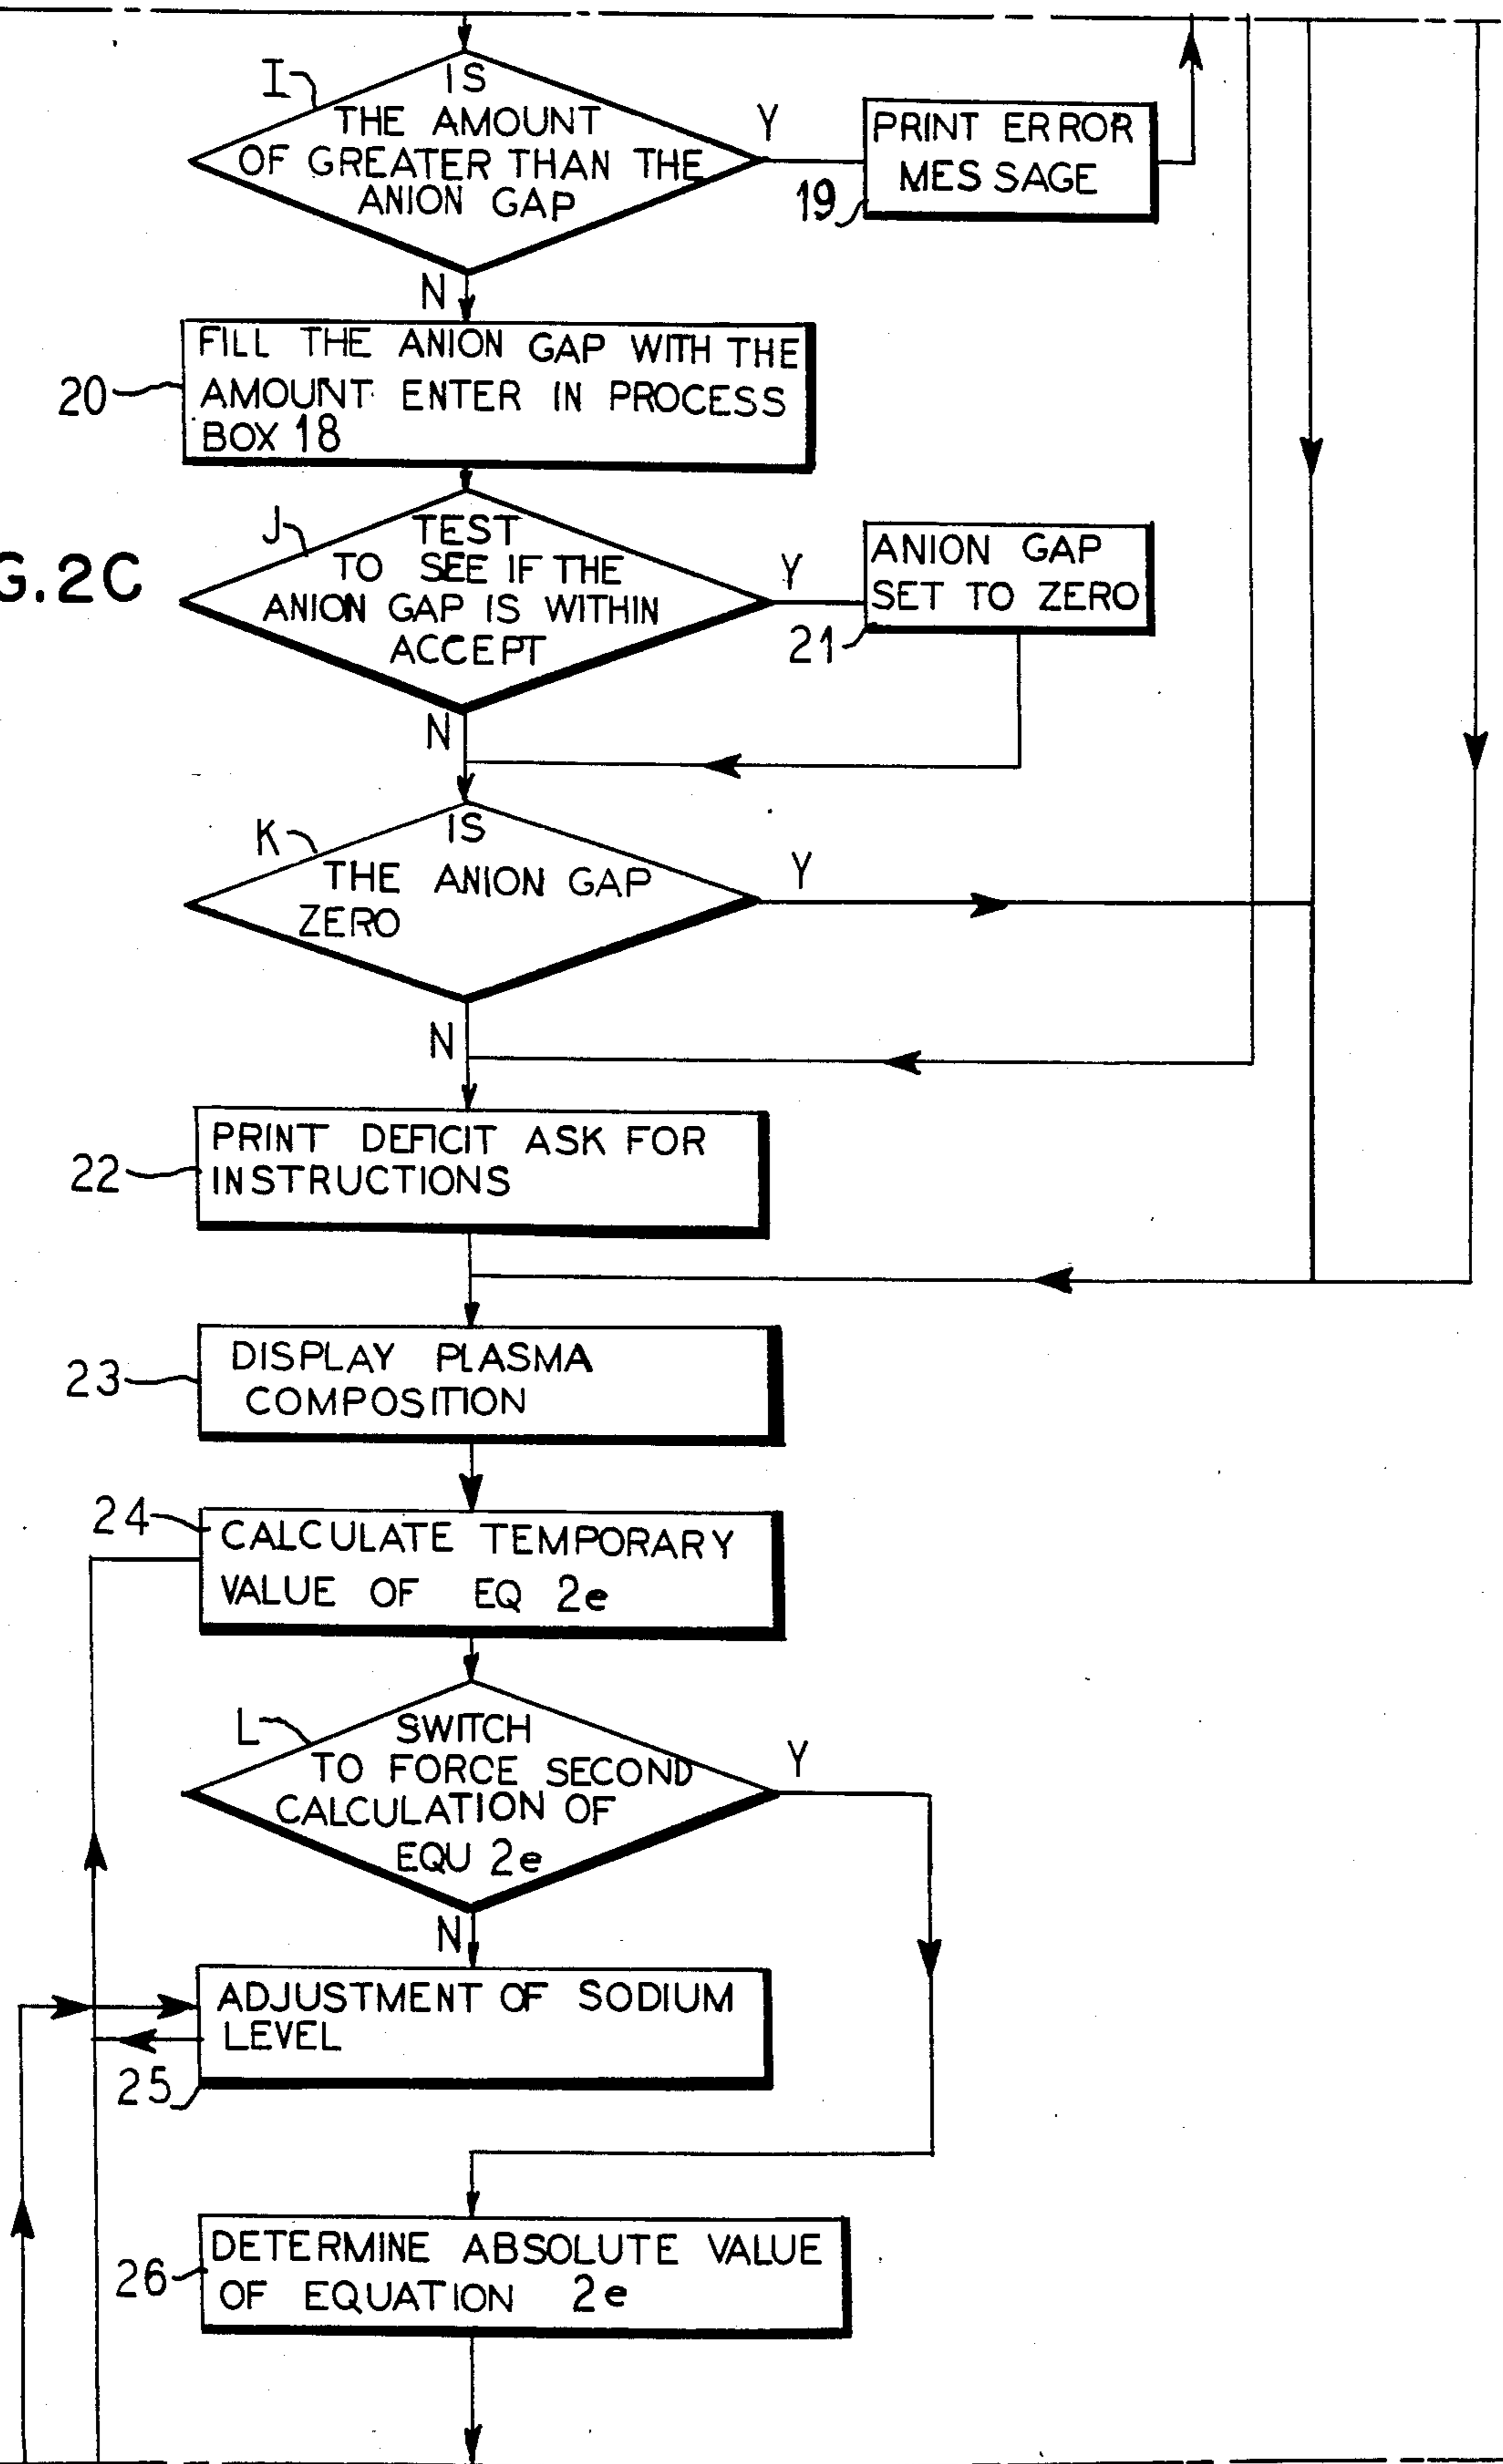 I
IS
THE AMOUNT
OF GREATER THAN THE
ANION GAP
Y
PRINT ERROR
MESSAGE
19
N
FILL THE ANION GAP WITH THE
AMOUNT ENTER IN PROCESS
BOX 18
20
G.2C
J
TEST
TO SEE IF THE
ANION GAP IS WITHIN
ACCEPT
Y
ANION GAP
SET TO ZERO
21
N
K
IS
THE ANION GAP
ZERO
Y
N
PRINT DEFICIT ASK FOR
INSTRUCTIONS
22
DISPLAY PLASMA
COMPOSITION
23
24
CALCULATE TEMPORARY
VALUE OF EQ 2e
L
SWITCH
TO FORCE SECOND
CALCULATION OF
EQU 2e
Y
N
ADJUSTMENT OF SODIUM
LEVEL
25
DETERMINE ABSOLUTE VALUE
OF EQUATION 2e
26